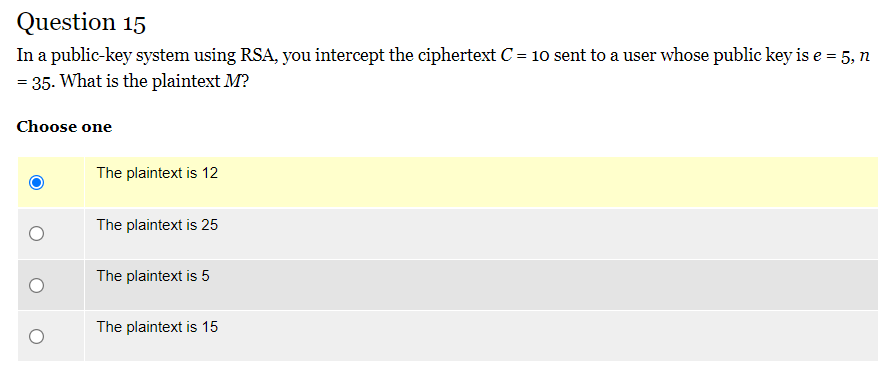 Question 15
In a public-key system using RSA, you intercept the ciphertext C = 10 sent to a user whose public key is e = 5, n
= 35. What is the plaintext M?
Choose one
The plaintext is 12
The plaintext is 25
The plaintext is 5
The plaintext is 15